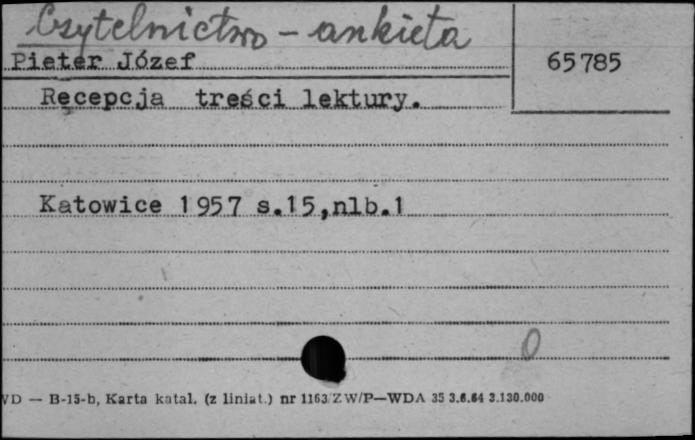 Czytelnictwo - ankieta
Pieter Józef
65785
Recepcja treści lektury.
Katowice 1957 s.15,nlb.1
0
VD — B-15-b, Karta katal. (z liniat.) nr 1163/ZW/P—WDA 35 3.6.64 3.130.000